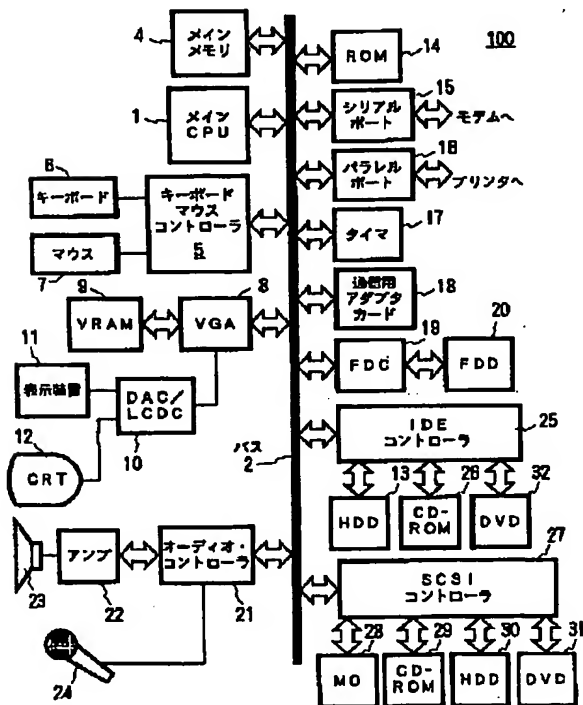 100
4
メイン
メモリ
1
メイン
CPU
6
キーボード
マウス
7
キーボード
マウス
コントローラ
5
9
VRAM
8
VGA
11
表示装置
DAC/
LCDC
10
12
CRT
バス
2
23
アンプ
22
オーディオ・
コントローラ
21
24
ROM
14
シリアル
ポート
15
モデムへ
パラレル
ポート
16
プリンタへ
タイマ
17
通信用
アダプタ
カード
18
19
FDC
20
FDD
IDE
コントローラ
25
13
HDD
26
CD-
ROM
32
DVD
27
SCSI
コントローラ
28
MO
29
CD-
ROM
30
HDD
31
DVD